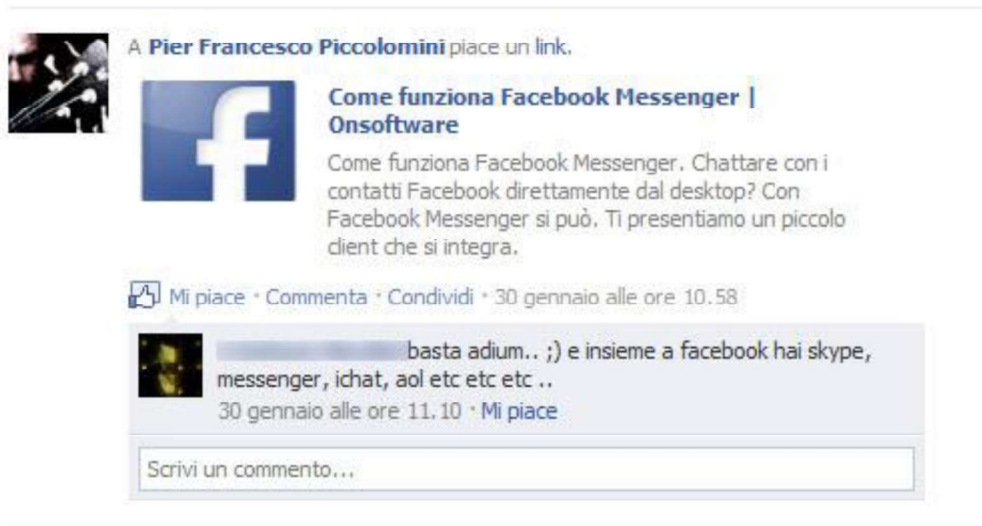 A Pier Francesco Piccolomini piace un link.
Come funziona Facebook Messenger |
Onsoftware
Come funziona Facebook Messenger. Chattare con i
contatti Facebook direttamente dal desktop? Con
Facebook Messenger si può. Ti presentiamo un piccolo
client che si integra.
Mi piace · Commenta · Condividi · 30 gennaio alle ore 10.58
basta adium.. ;) e insieme a facebook hai skype,
messenger, ichat, aol etc etc etc ..
30 gennaio alle ore 11.10 · Mi piace
Scrivi un commento...